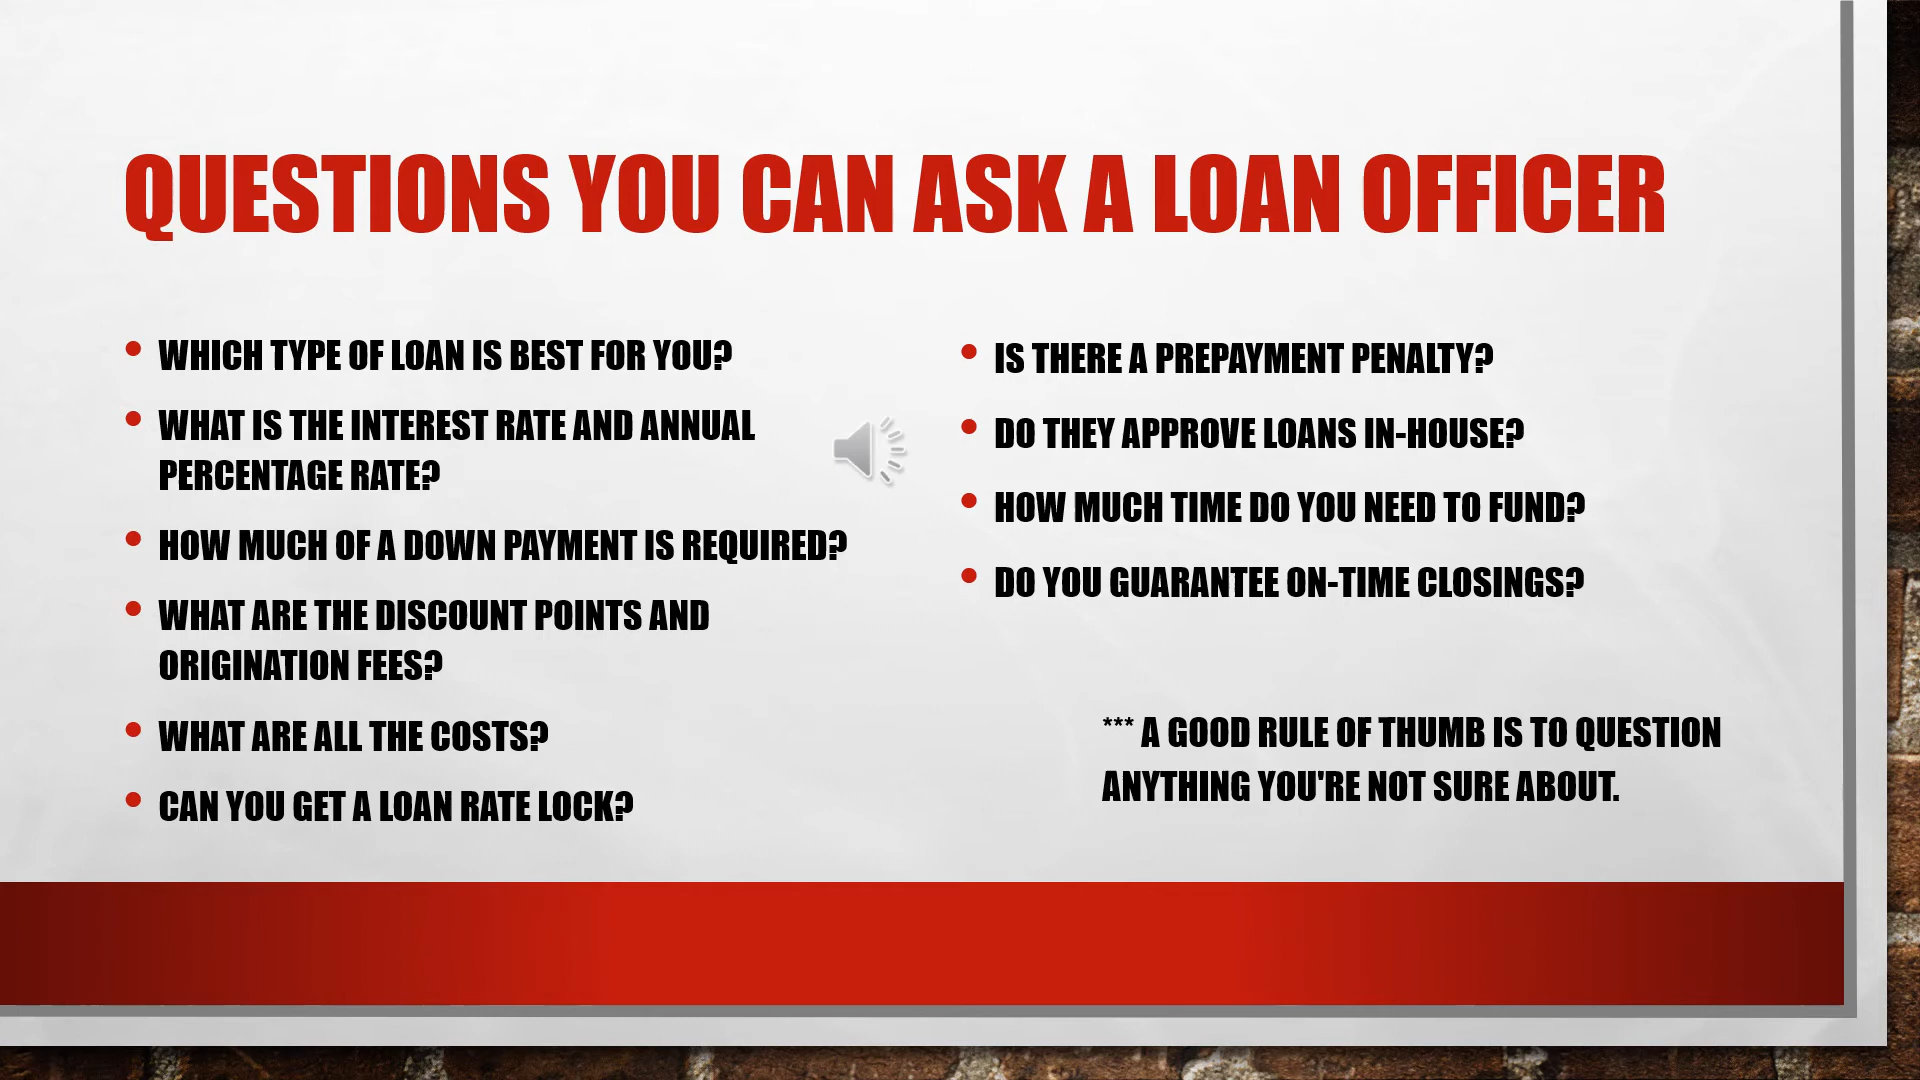 QUESTIONS YOU CAN ASK A LOAN OFFICER
• WHICH TYPE OF LOAN IS BEST FOR YOU?
• WHAT IS THE INTEREST RATE AND ANNUAL
PERCENTAGE RATE?
• HOW MUCH OF A DOWN PAYMENT IS REQUIRED?
• WHAT ARE THE DISCOUNT POINTS AND
ORIGINATION FEES?
• WHAT ARE ALL THE COSTS?
• CAN YOU GET A LOAN RATE LOCK?
• IS THERE A PREPAYMENT PENALTY?
• DO THEY APPROVE LOANS IN-HOUSE?
• HOW MUCH TIME DO YOU NEED TO FUND?
• DO YOU GUARANTEE ON-TIME CLOSINGS?
*** A GOOD RULE OF THUMB IS TO QUESTION
ANYTHING YOU'RE NOT SURE ABOUT.